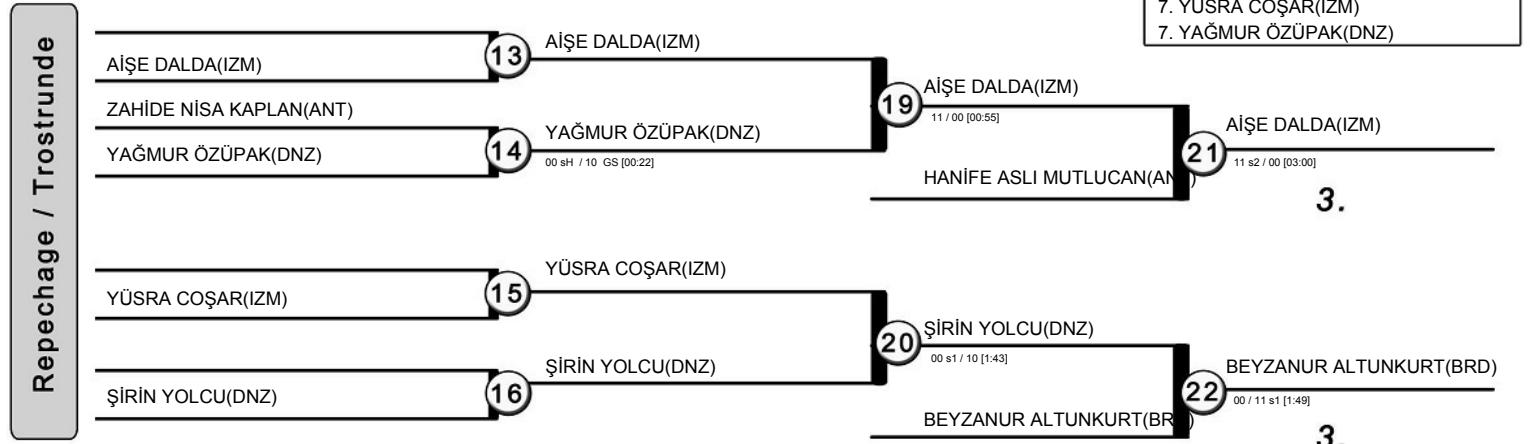 7. YÜSRA COŞAR(IZM)
7. YAĞMUR ÖZÜPAK(DNZ)
Repechage / Trostrunde
AİŞE DALDA(IZM)
13
AİŞE DALDA(IZM)
ZAHİDE NİSA KAPLAN(ANT)
YAĞMUR ÖZÜPAK(DNZ)
14
YAĞMUR ÖZÜPAK(DNZ)
00 sH / 10 GS [00:22]
19
AİŞE DALDA(IZM)
11 / 00 [00:55]
HANİFE ASLI MUTLUCAN(AN)
21
AİŞE DALDA(IZM)
11 s2 / 00 [03:00]
3.
YÜSRA COŞAR(IZM)
15
YÜSRA COŞAR(IZM)
ŞİRİN YOLCU(DNZ)
16
ŞİRİN YOLCU(DNZ)
20
ŞİRİN YOLCU(DNZ)
00 s1 / 10 [1:43]
BEYZANUR ALTUNKURT(BR)
22
BEYZANUR ALTUNKURT(BRD)
00 / 11 s1 [1:49]
3.